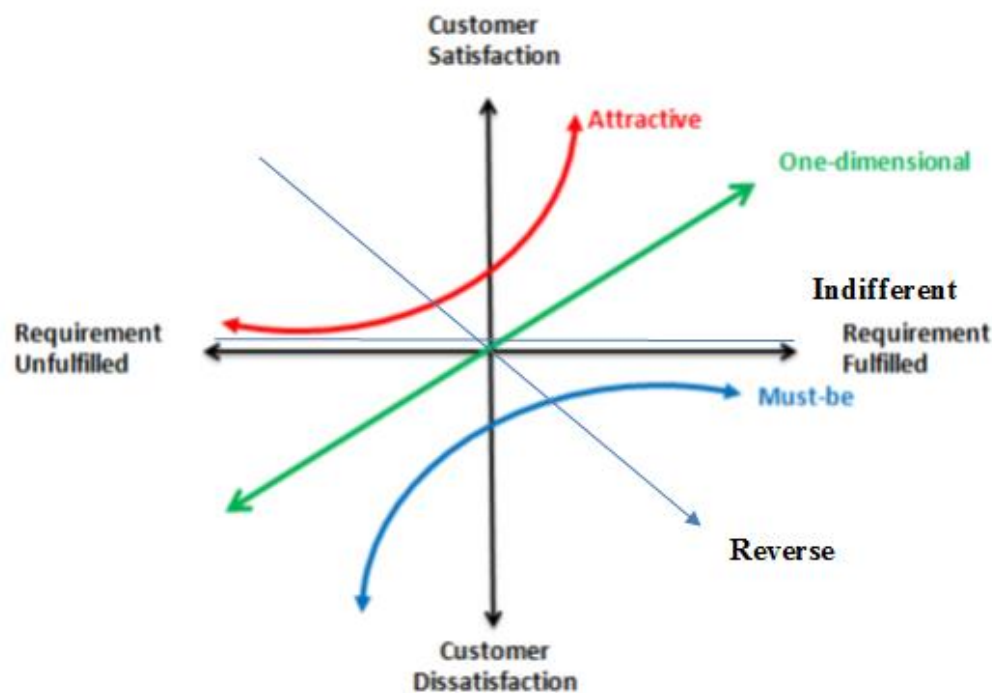 Customer
Satisfaction
Attractive
One-dimensional
Indifferent
Requirement
Unfulfilled
Requirement
Fulfilled
Must-be
Reverse
Customer
Dissatisfaction